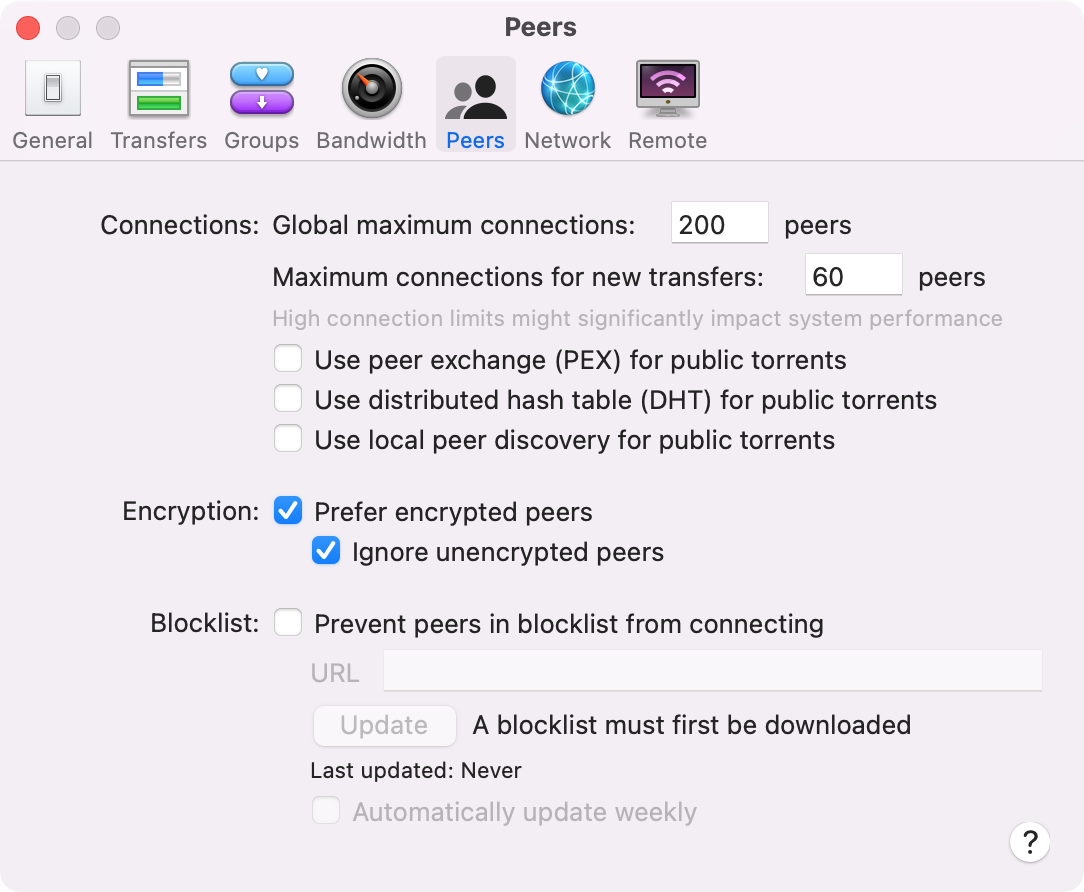 Peers
General Transfers Groups Bandwidth Peers Network Remote
Connections: Global maximum connections: 200 peers
Maximum connections for new transfers: 60 peers
High connection limits might significantly impact system performance
Use peer exchange (PEX) for public torrents
Use distributed hash table (DHT) for public torrents
Use local peer discovery for public torrents
Encryption: Prefer encrypted peers
Ignore unencrypted peers
Blocklist: Prevent peers in blocklist from connecting
URL
Update A blocklist must first be downloaded
Last updated: Never
Automatically update weekly
?